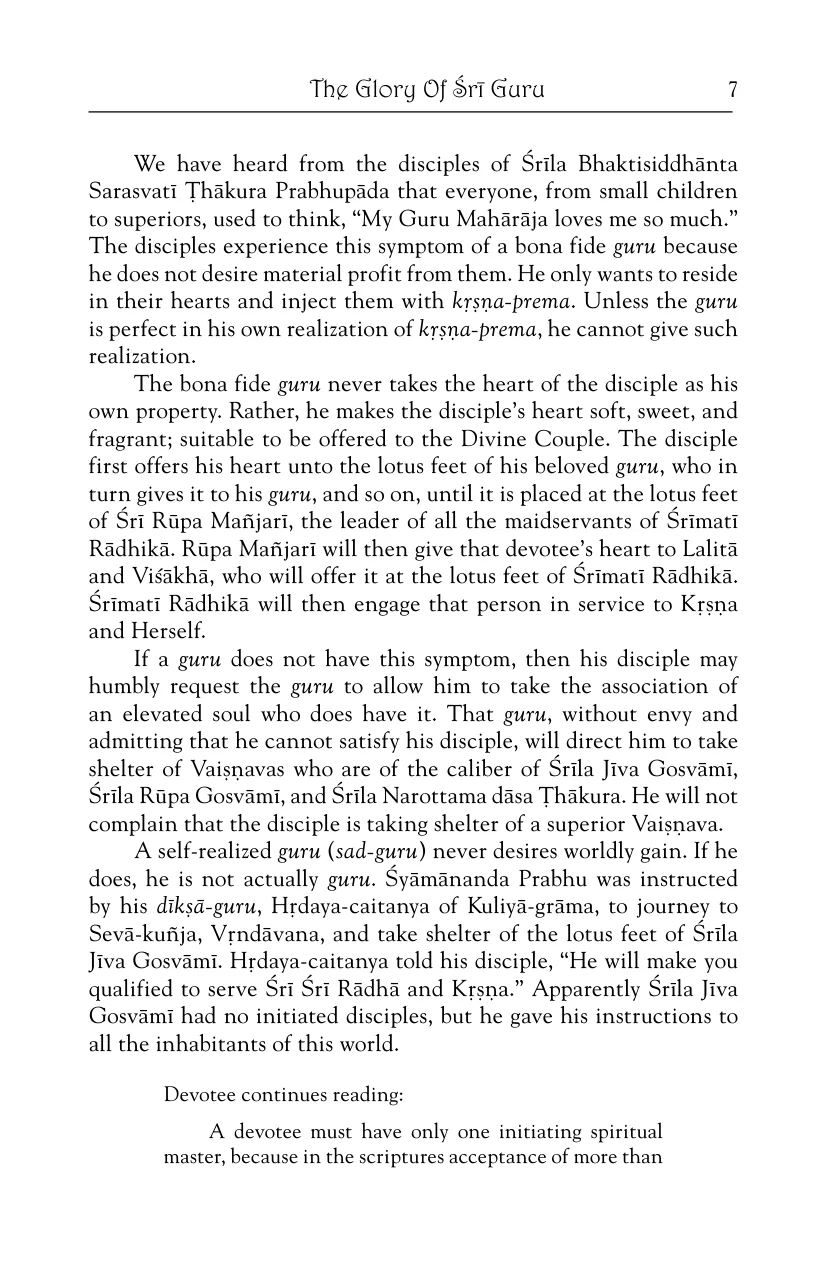 The Glory Of Śrī Guru 7
We have heard from the disciples of Śrīla Bhaktisiddhānta
Sarasvatī Ṭhākura Prabhupāda that everyone, from small children
to superiors, used to think, “My Guru Mahārāja loves me so much.”
The disciples experience this symptom of a bona fide guru because
he does not desire material profit from them. He only wants to reside
in their hearts and inject them with kṛṣṇa-prema. Unless the guru
is perfect in his own realization of kṛṣṇa-prema, he cannot give such
realization.
The bona fide guru never takes the heart of the disciple as his
own property. Rather, he makes the disciple’s heart soft, sweet, and
fragrant; suitable to be offered to the Divine Couple. The disciple
first offers his heart unto the lotus feet of his beloved guru, who in
turn gives it to his guru, and so on, until it is placed at the lotus feet
of Śrī Rūpa Mañjarī, the leader of all the maidservants of Śrīmatī
Rādhikā. Rūpa Mañjarī will then give that devotee’s heart to Lalitā
and Viśākhā, who will offer it at the lotus feet of Śrīmatī Rādhikā.
Śrīmatī Rādhikā will then engage that person in service to Kṛṣṇa
and Herself.
If a guru does not have this symptom, then his disciple may
humbly request the guru to allow him to take the association of
an elevated soul who does have it. That guru, without envy and
admitting that he cannot satisfy his disciple, will direct him to take
shelter of Vaiṣṇavas who are of the caliber of Śrīla Jīva Gosvāmī,
Śrīla Rūpa Gosvāmī, and Śrīla Narottama dāsa Ṭhākura. He will not
complain that the disciple is taking shelter of a superior Vaiṣṇava.
A self-realized guru (sad-guru) never desires worldly gain. If he
does, he is not actually guru. Śyāmānanda Prabhu was instructed
by his dīkṣā-guru, Hṛdaya-caitanya of Kuliyā-grāma, to journey to
Sevā-kuñja, Vṛndāvana, and take shelter of the lotus feet of Śrīla
Jīva Gosvāmī. Hṛdaya-caitanya told his disciple, “He will make you
qualified to serve Śrī Śrī Rādhā and Kṛṣṇa.” Apparently Śrīla Jīva
Gosvāmī had no initiated disciples, but he gave his instructions to
all the inhabitants of this world.
Devotee continues reading:
A devotee must have only one initiating spiritual
master, because in the scriptures acceptance of more than